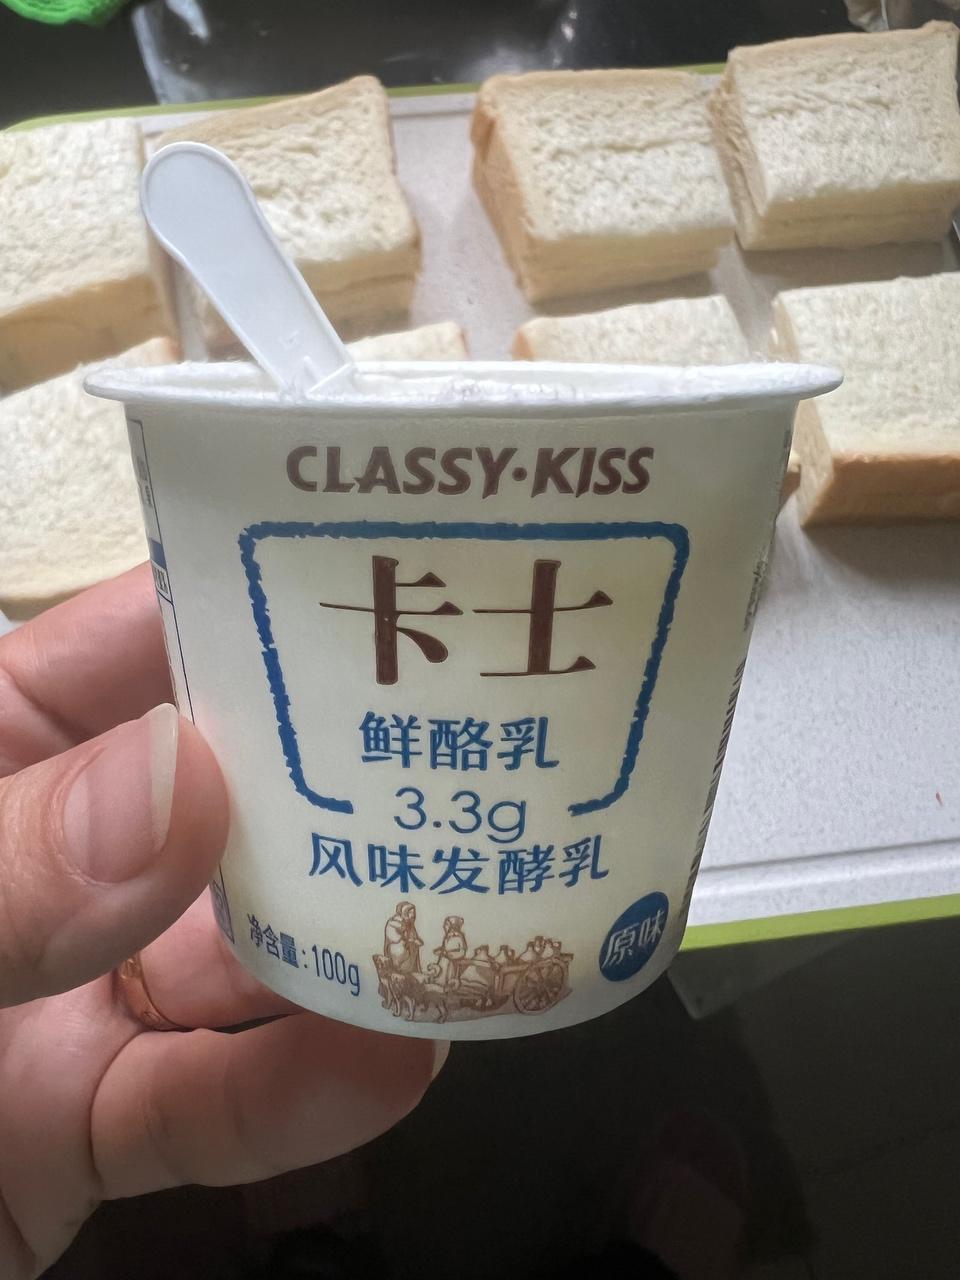 CLASSY·KISS
卡士
鲜酪乳
3.3g
风味发酵乳
净含量:100g
原味